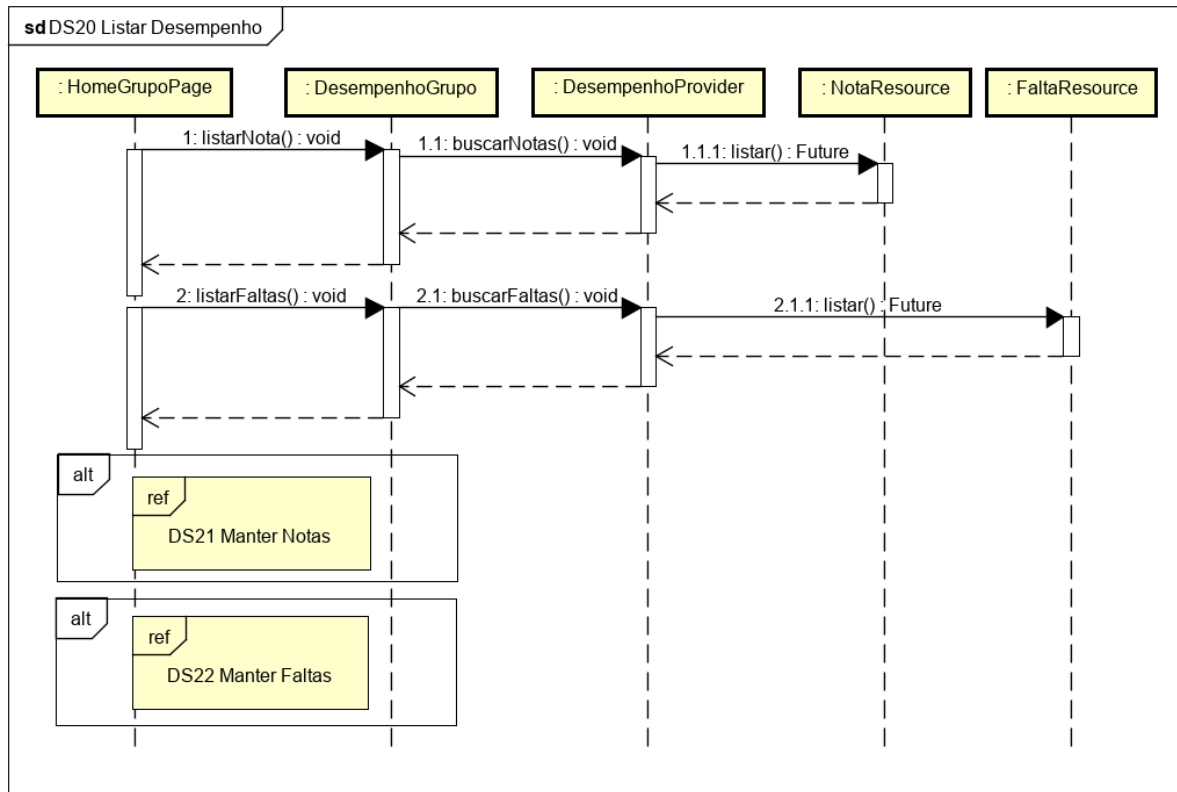 sd DS20 Listar Desempenho
: HomeGrupoPage
: DesempenhoGrupo
: DesempenhoProvider
: NotaResource
: FaltaResource
1: listarNota() : void
1.1: buscarNotas() : void
1.1.1: listar() : Future
2: listarFaltas() : void
2.1: buscarFaltas() : void
2.1.1: listar() : Future
alt
ref
DS21 Manter Notas
alt
ref
DS22 Manter Faltas